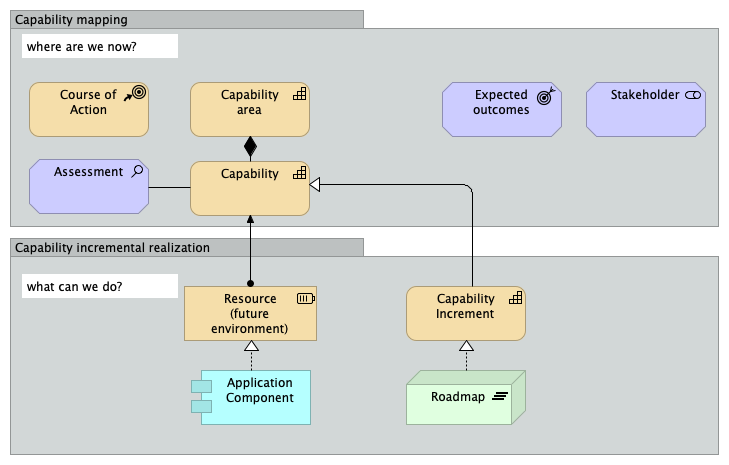 Capability mapping
where are we now?
Course of
Action
Capability
area
Expected
outcomes
Stakeholder
Assessment
Capability
Capability incremental realization
what can we do?
Resource
(future
environment)
Capability
Increment
Application
Component
Roadmap